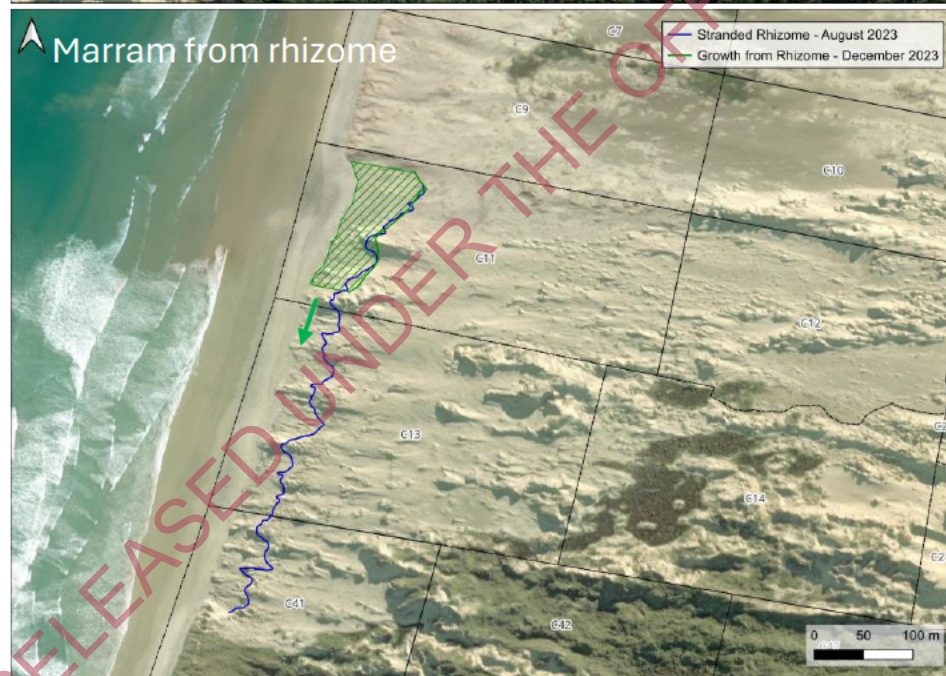 Marram from rhizome
Stranded Rhizome - August 2023
Growth from Rhizome - December 2023
C7
C9
C10
C11
C12
C13
C14
C41
C42
0 50 100 m
RELEASED UNDER THE